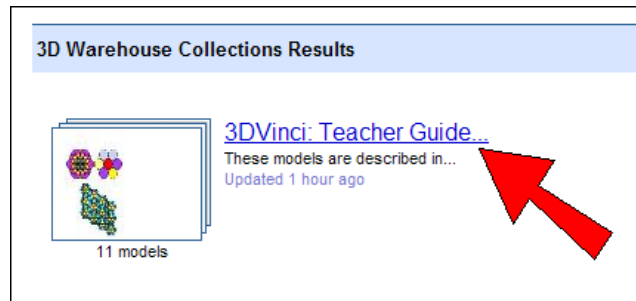 3D Warehouse Collections Results
3DVinci: Teacher Guide...
These models are described in...
Updated 1 hour ago
11 models